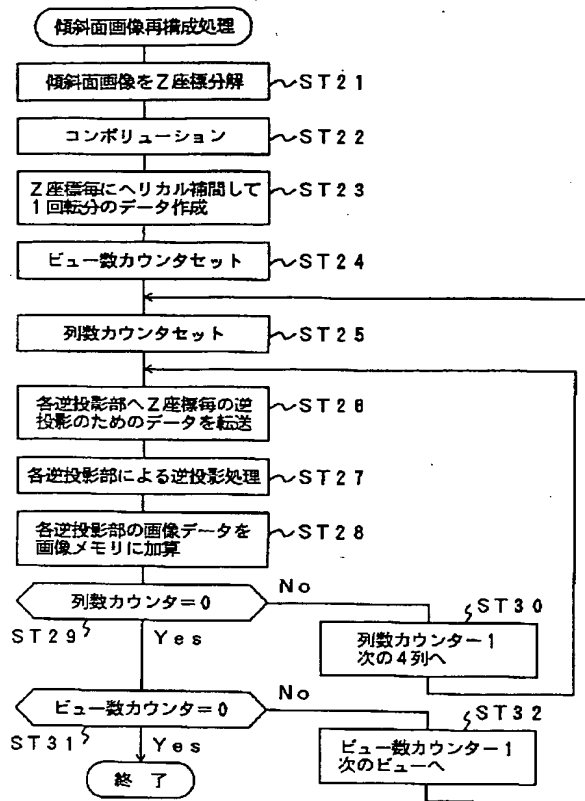 傾斜面画像再構成処理
傾斜面画像をZ座標分解
ST21
コンボリューション
ST22
Z座標毎にヘリカル補間して
1回転分のデータ作成
ST23
ビュー数カウンタセット
ST24
列数カウンタセット
ST25
各逆投影部へZ座標毎の逆
投影のためのデータを転送
ST26
各逆投影部による逆投影処理
ST27
各逆投影部の画像データを
画像メモリに加算
ST28
列数カウンタ=0
No
ST29
Yes
ST30
列数カウンター1
次の4列へ
ビュー数カウンタ=0
No
ST31
Yes
ST32
ビュー数カウンター1
次のビューへ
終了